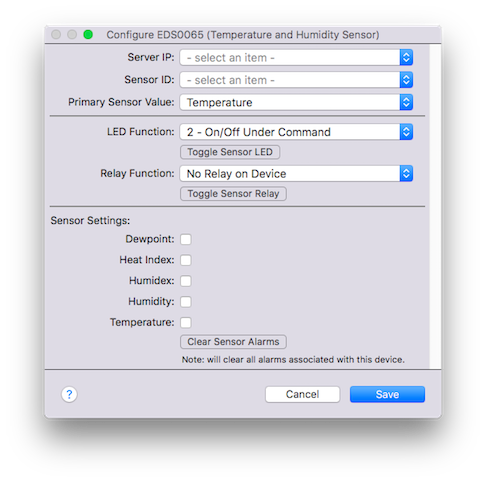 Configure EDS0065 (Temperature and Humidity Sensor)
Server IP: - select an item -
Sensor ID: - select an item -
Primary Sensor Value: Temperature
LED Function: 2 - On/Off Under Command
Toggle Sensor LED
Relay Function: No Relay on Device
Toggle Sensor Relay
Sensor Settings:
Dewpoint:
Heat Index:
Humidex:
Humidity:
Temperature:
Clear Sensor Alarms
Note: will clear all alarms associated with this device.
? Cancel Save